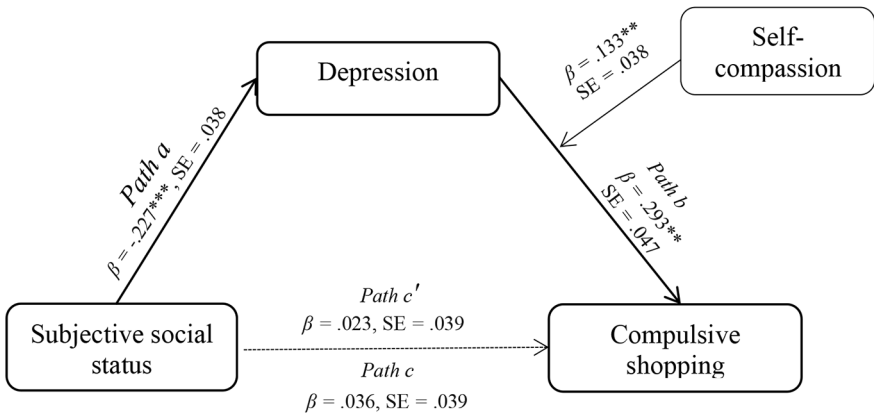 Depression
β = .133**
SE = .038
Self-
compassion
Path a
β = -.227***, SE = .038
Path b
β = .293**
SE = .047
Subjective social
status
Path c′
β = .023, SE = .039
Path c
β = .036, SE = .039
Compulsive
shopping